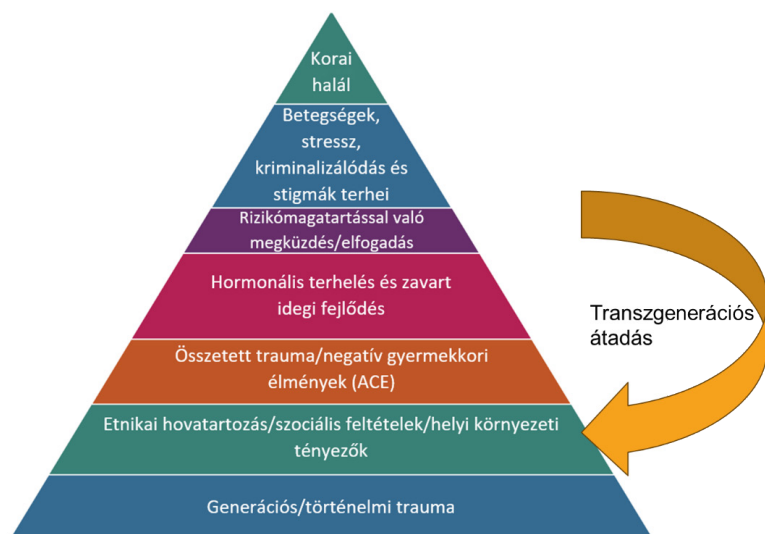 Korai
halál
Betegségek,
stressz,
kriminalizálódás és
stigmák terhei
Rizikómagatartással való
megküzdés/elfogadás
Hormonális terhelés és zavart
idegi fejlődés
Transzgenerációs
átadás
Összetett trauma/negatív gyermekkori
élmények (ACE)
Etnikai hovatartozás/szociális feltételek/helyi környezeti
tényezők
Generációs/történelmi trauma